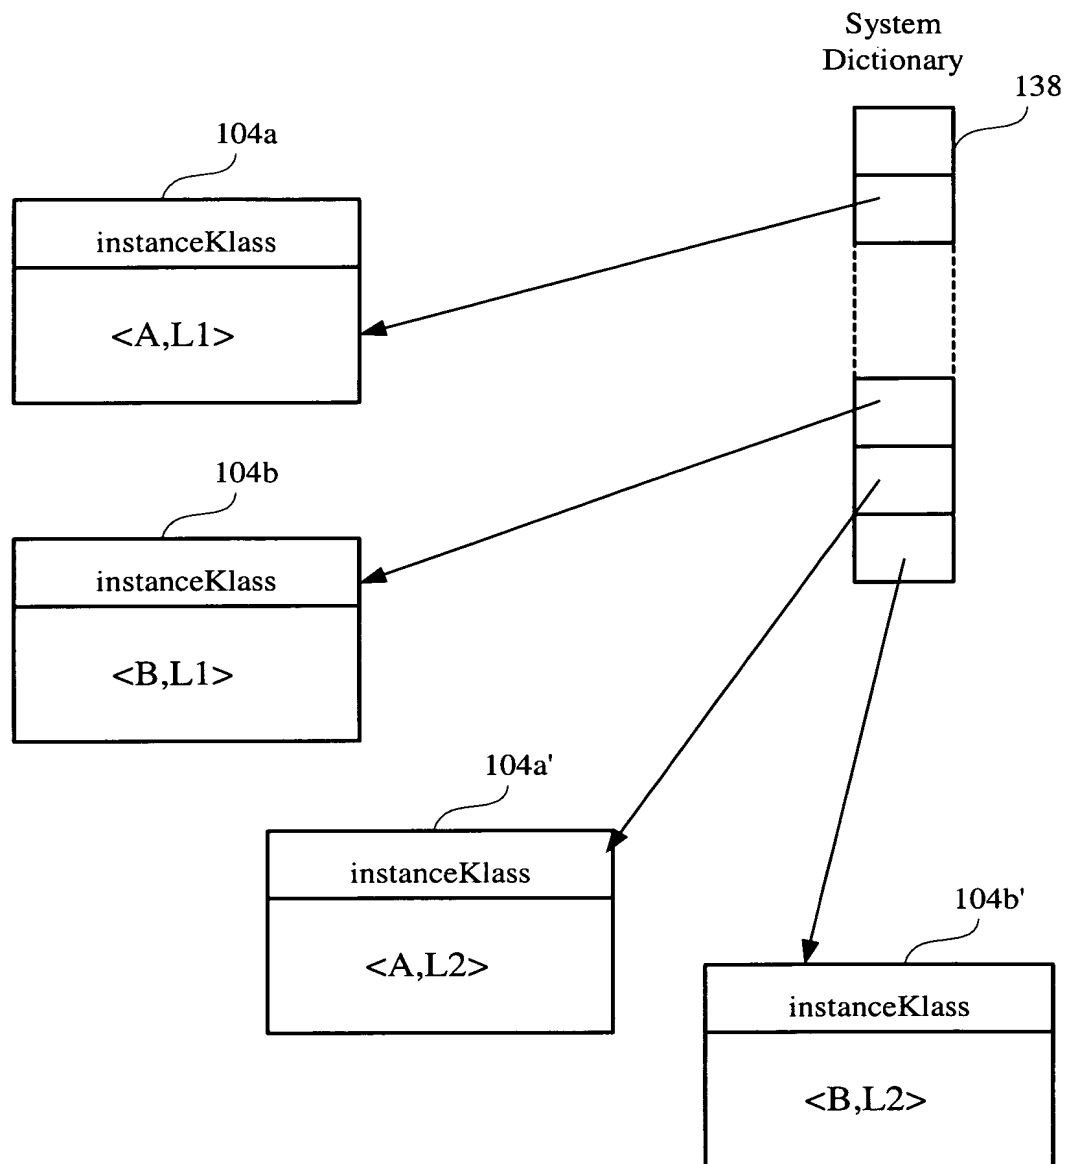 System
Dictionary
138
104a
instanceKlass
<A,L1>
104b
instanceKlass
<B,L1>
104a'
instanceKlass
<A,L2>
104b'
instanceKlass
<B,L2>